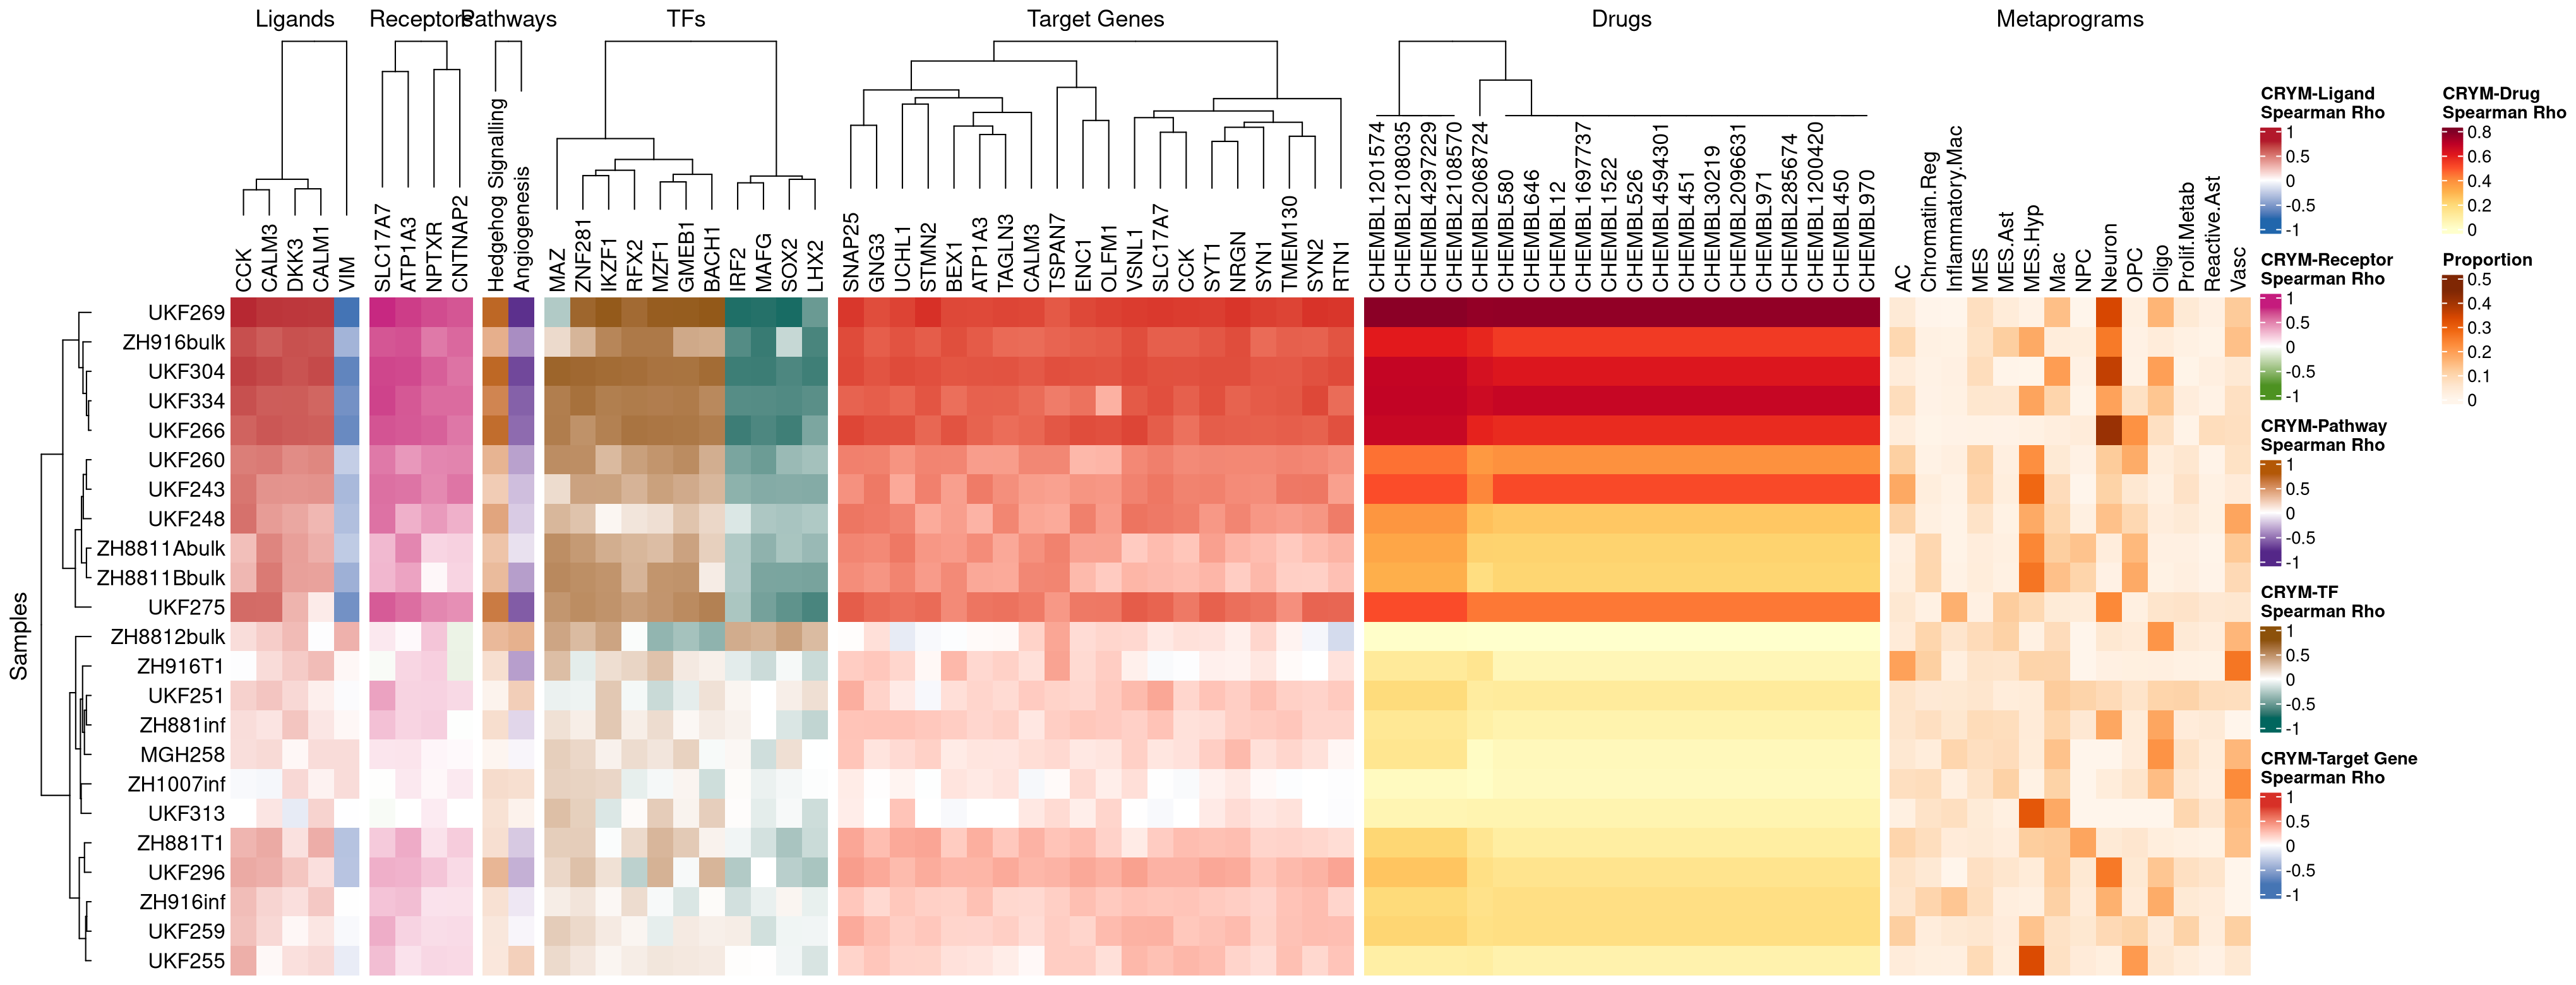 Ligands
Receptors
Pathways
TFs
Target Genes
Drugs
Metaprograms
CCK
CALM3
DKK3
CALM1
VIM
SLC17A7
ATP1A3
NPTXR
CNTNAP2
Hedgehog Signalling
Angiogenesis
MAZ
ZNF281
IKZF1
RFX2
MZF1
GMEB1
BACH1
IRF2
MAFG
SOX2
LHX2
SNAP25
GNG3
UCHL1
STMN2
BEX1
ATP1A3
TAGLN3
CALM3
TSPAN7
ENC1
OLFM1
VSNL1
SLC17A7
CCK
SYT1
NRGN
SYN1
TMEM130
SYN2
RTN1
CHEMBL1201574
CHEMBL2108035
CHEMBL4297229
CHEMBL2108570
CHEMBL2068724
CHEMBL580
CHEMBL646
CHEMBL12
CHEMBL1697737
CHEMBL1522
CHEMBL526
CHEMBL4594301
CHEMBL451
CHEMBL30219
CHEMBL2096631
CHEMBL971
CHEMBL285674
CHEMBL1200420
CHEMBL450
CHEMBL970
AC
Chromatin.Reg
Inflammatory.Mac
MES
MES.Ast
MES.Hyp
Mac
NPC
Neuron
OPC
Oligo
Prolif.Metab
Reactive.Ast
Vasc
Samples
UKF269
ZH916bulk
UKF304
UKF334
UKF266
UKF260
UKF243
UKF248
ZH8811Abulk
ZH8811Bbulk
UKF275
ZH8812bulk
ZH916T1
UKF251
ZH881inf
MGH258
ZH1007inf
UKF313
ZH881T1
UKF296
ZH916inf
UKF259
UKF255
CRYM-Ligand
Spearman Rho
1
0.5
0
-0.5
-1
CRYM-Receptor
Spearman Rho
1
0.5
0
-0.5
-1
CRYM-Pathway
Spearman Rho
1
0.5
0
-0.5
-1
CRYM-TF
Spearman Rho
1
0.5
0
-0.5
-1
CRYM-Target Gene
Spearman Rho
1
0.5
0
-0.5
-1
CRYM-Drug
Spearman Rho
0.8
0.6
0.4
0.2
0
Proportion
0.5
0.4
0.3
0.2
0.1
0